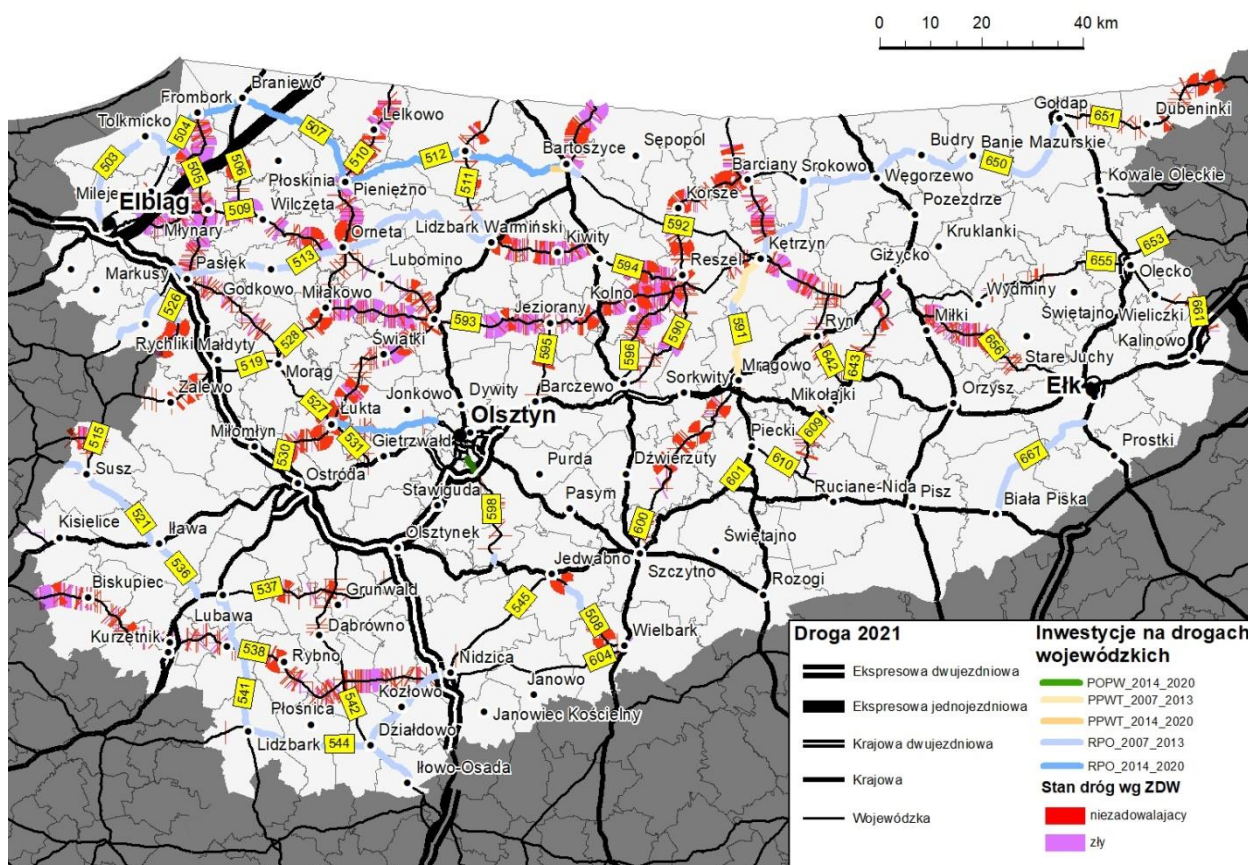 0 10 20 40 km
Braniewo
Frombork
Tolkmicko
504
507
503
Lelkowo
Sępopol
Gołdap
651
Dubeninki
505
506
510
512
Bartoszyce
Budry
Banie Mazurskie
650
Płoskinia
Pieniężno
511
Barciany
Srokowo
Węgorzewo
Kowale Oleckie
Mileje
Elbląg
509
Wilczęta
Korsze
592
Pozezdrze
Młynary
Orneta
Lidzbark Warmiński
Kiwity
Kętrzyn
Kruklanki
653
513
Lubomino
594
Reszel
Giżycko
655
Olecko
Markusy
Pasłęk
Godkowo
Miłakowo
Jeziorany
Kolno
Wydminy
526
593
590
591
Ryn
Miłki
Świętajno
Wieliczki
661
Rychliki
Małdyty
528
Świątki
595
596
656
Kalinowo
519
Morąg
642
643
Stare Juchy
Zalewo
Jonkowo
Dywity
Barczewo
Sorkwity
Mrągowo
Orzysz
Ełk
527
Łukta
Olsztyn
Mikołajki
515
Miłomłyn
531
Gietrzwałd
609
Prostki
Susz
530
Purda
Dźwierzuty
Piecki
610
667
Ostróda
601
Stawiguda
598
Pasym
Ruciane-Nida
Pisz
Biała Piska
521
Kisielice
Iława
Olsztynek
600
Świętajno
536
Jedwabno
Szczytno
Biskupiec
537
Grunwald
545
Rozogi
Lubawa
508
Kurzętnik
Dąbrówno
Wielbark
538
Rybno
Nidzica
604
541
Kozłowo
Janowo
542
Płośnica
Janowiec Kościelny
Działdowo
Lidzbark
544
Iłowo-Osada
Droga 2021
Ekspresowa dwujezdniowa
Ekspresowa jednojezdniowa
Krajowa dwujezdniowa
Krajowa
Wojewódzka
Inwestycje na drogach
wojewódzkich
POPW_2014_2020
PPWT_2007_2013
PPWT_2014_2020
RPO_2007_2013
RPO_2014_2020
Stan dróg wg ZDW
niezadowalajacy
zły